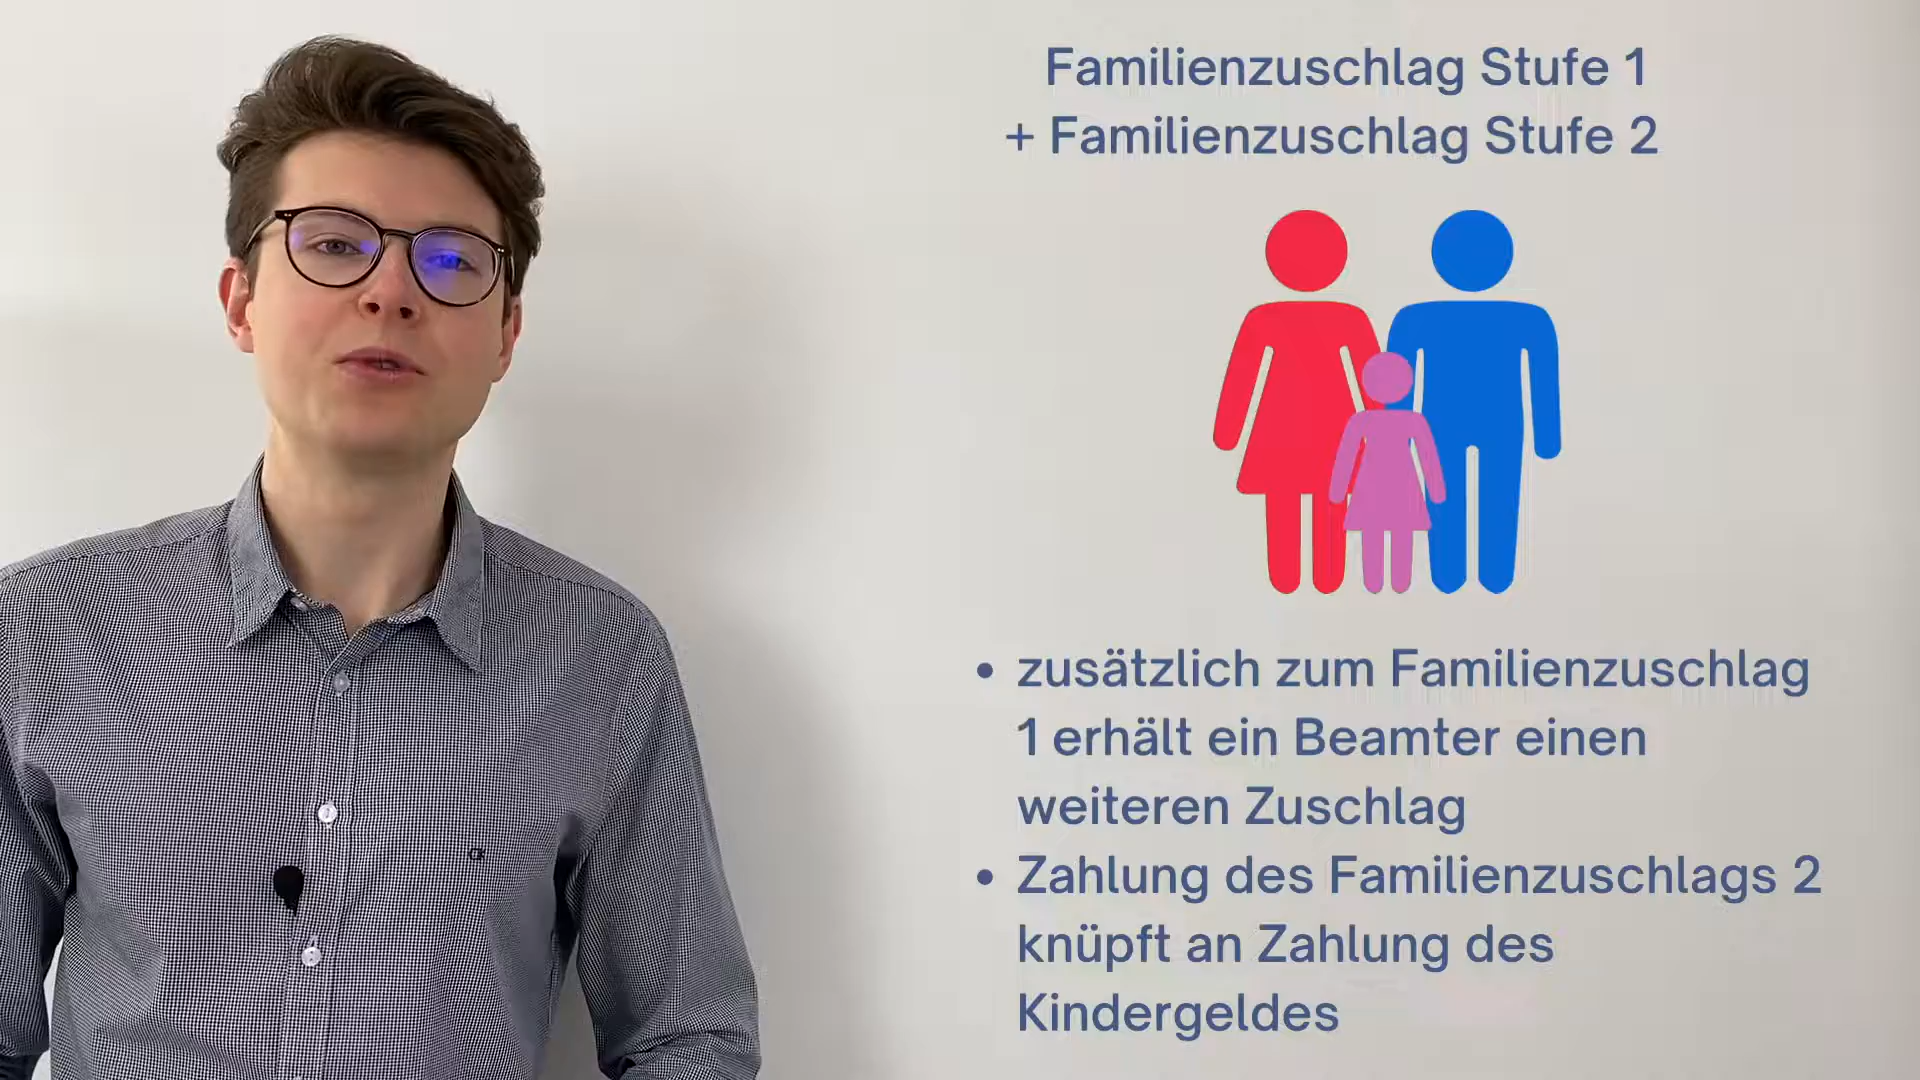 Familienzuschlag Stufe 1
+ Familienzuschlag Stufe 2
• zusätzlich zum Familienzuschlag
1 erhält ein Beamter einen
weiteren Zuschlag
• Zahlung des Familienzuschlags 2
knüpft an Zahlung des
Kindergeldes